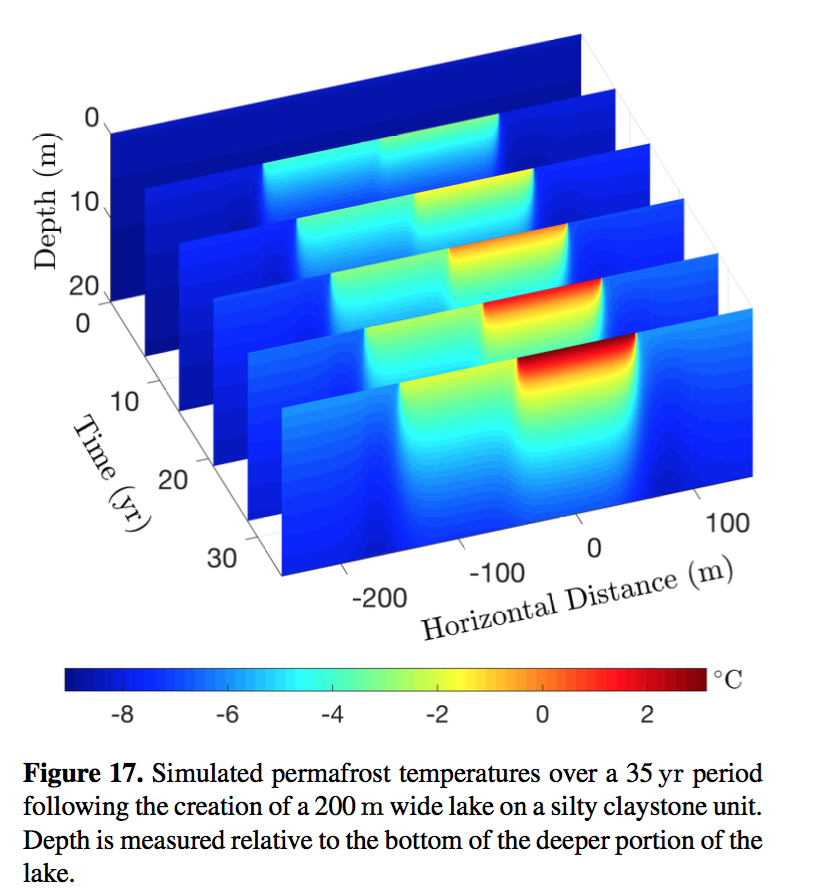 0
10
20
Depth (m)
0
10
20
30
Time (yr)
-200
-100
0
100
Horizontal Distance (m)
-8
-6
-4
-2
0
2
°C
Figure 17. Simulated permafrost temperatures over a 35 yr period
following the creation of a 200 m wide lake on a silty claystone unit.
Depth is measured relative to the bottom of the deeper portion of the
lake.